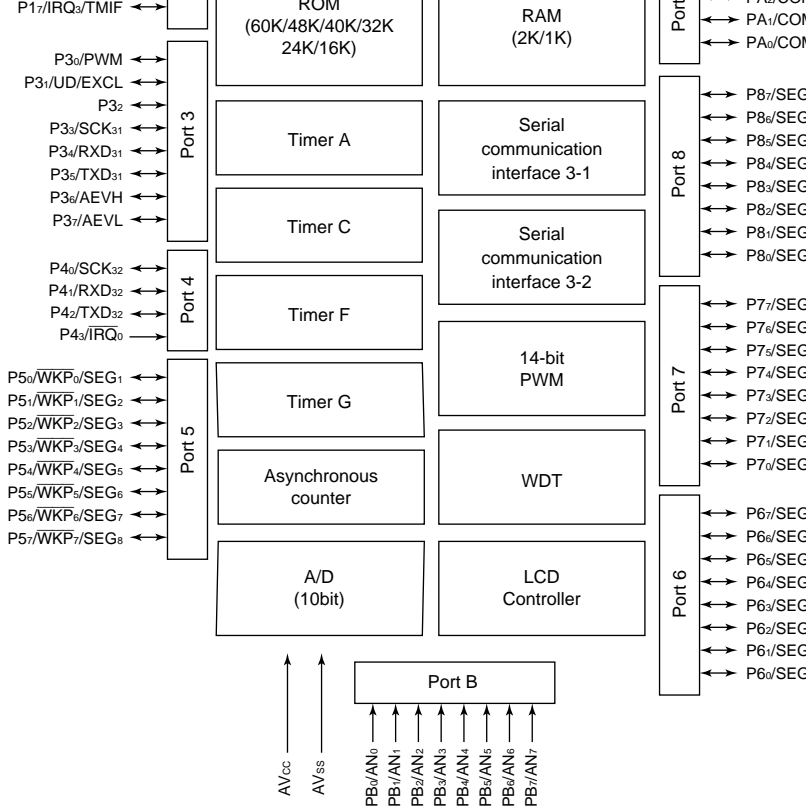 P17/IRQ3/TMIF
ROM
(60K/48K/40K/32K
24K/16K)
RAM
(2K/1K)
Port
PA1/COM
PA0/COM
P30/PWM
P31/UD/EXCL
P32
P33/SCK31
P34/RXD31
P35/TXD31
P36/AEVH
P37/AEVL
Port 3
Timer A
Serial
communication
interface 3-1
Port 8
P87/SEG
P86/SEG
P85/SEG
P84/SEG
P83/SEG
P82/SEG
P81/SEG
P80/SEG
Timer C
P40/SCK32
P41/RXD32
P42/TXD32
P43/IRQ0
Port 4
Timer F
Serial
communication
interface 3-2
Port 7
P77/SEG
P76/SEG
P75/SEG
P74/SEG
P73/SEG
P72/SEG
P71/SEG
P70/SEG
14-bit
PWM
P50/WKP0/SEG1
P51/WKP1/SEG2
P52/WKP2/SEG3
P53/WKP3/SEG4
P54/WKP4/SEG5
P55/WKP5/SEG6
P56/WKP6/SEG7
P57/WKP7/SEG8
Port 5
Timer G
Asynchronous
counter
WDT
A/D
(10bit)
LCD
Controller
Port 6
P67/SEG
P66/SEG
P65/SEG
P64/SEG
P63/SEG
P62/SEG
P61/SEG
P60/SEG
Port B
AVCC
AVSS
PB0/AN0
PB1/AN1
PB2/AN2
PB3/AN3
PB4/AN4
PB5/AN5
PB6/AN6
PB7/AN7